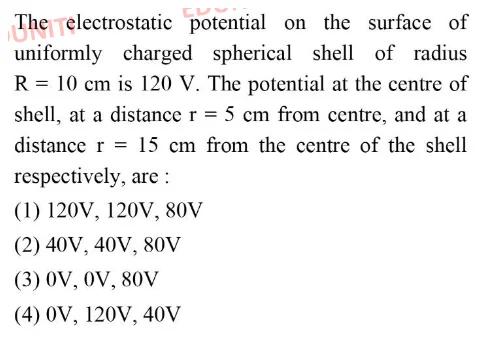 The electrostatic potential on the surface of
uniformly charged spherical shell of radius
R = 10 cm is 120 V. The potential at the centre of
shell, at a distance r = 5 cm from centre, and at a
distance r = 15 cm from the centre of the shell
respectively, are :
(1) 120V, 120V, 80V
(2) 40V, 40V, 80V
(3) 0V, 0V, 80V
(4) 0V, 120V, 40V